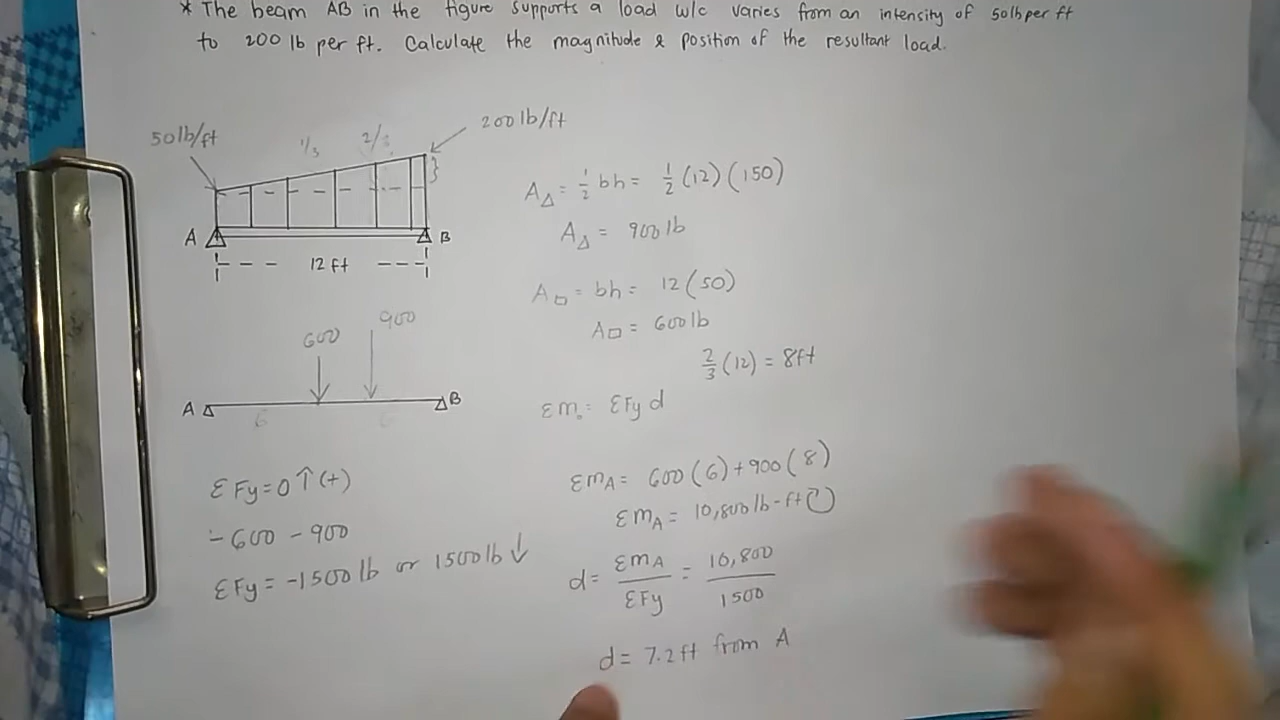 * The beam AB in the figure supports a load w/c varies from an intensity of 50lb per ft
to 200 lb per ft. Calculate the magnitude & position of the resultant load.
50lb/ft
1/3
200lb/ft
A
B
12 ft
A△ = ½ bh = ½ (12)(150)
A△ = 900 lb
A□ = bh = 12(50)
A□ = 600 lb
⅔ (12) = 8ft
600
900
A
B
6
ΣFy = 0 ↑(+)
-600 - 900
ΣFy = -1500 lb or 1500 lb ↓
Σm. = ΣFy d
ΣmA = 600(6)+900(8)
ΣmA = 10,800 lb-ft ↻
d = ΣmA / ΣFy = 10,800 / 1500
d = 7.2 ft from A